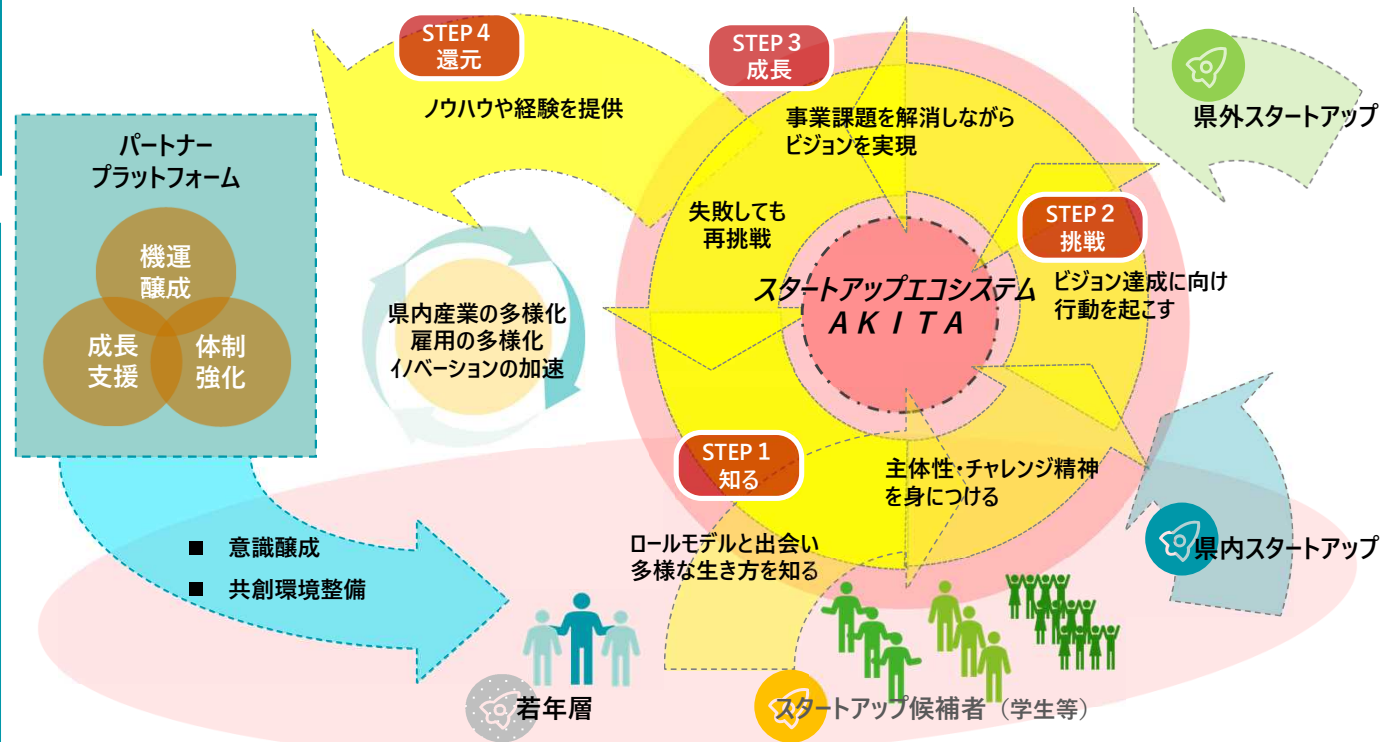 STEP 4
還元
ノウハウや経験を提供
STEP 3
成長
事業課題を解消しながら
ビジョンを実現
県外スタートアップ
パートナー
プラットフォーム
機運
醸成
成長
支援
体制
強化
失敗しても
再挑戦
STEP 2
挑戦
ビジョン達成に向け
行動を起こす
スタートアップエコシステム
AKITA
県内産業の多様化
雇用の多様化
イノベーションの加速
STEP 1
知る
主体性・チャレンジ精神
を身につける
ロールモデルと出会い
多様な生き方を知る
県内スタートアップ
■ 意識醸成
■ 共創環境整備
若年層
スタートアップ候補者（学生等）